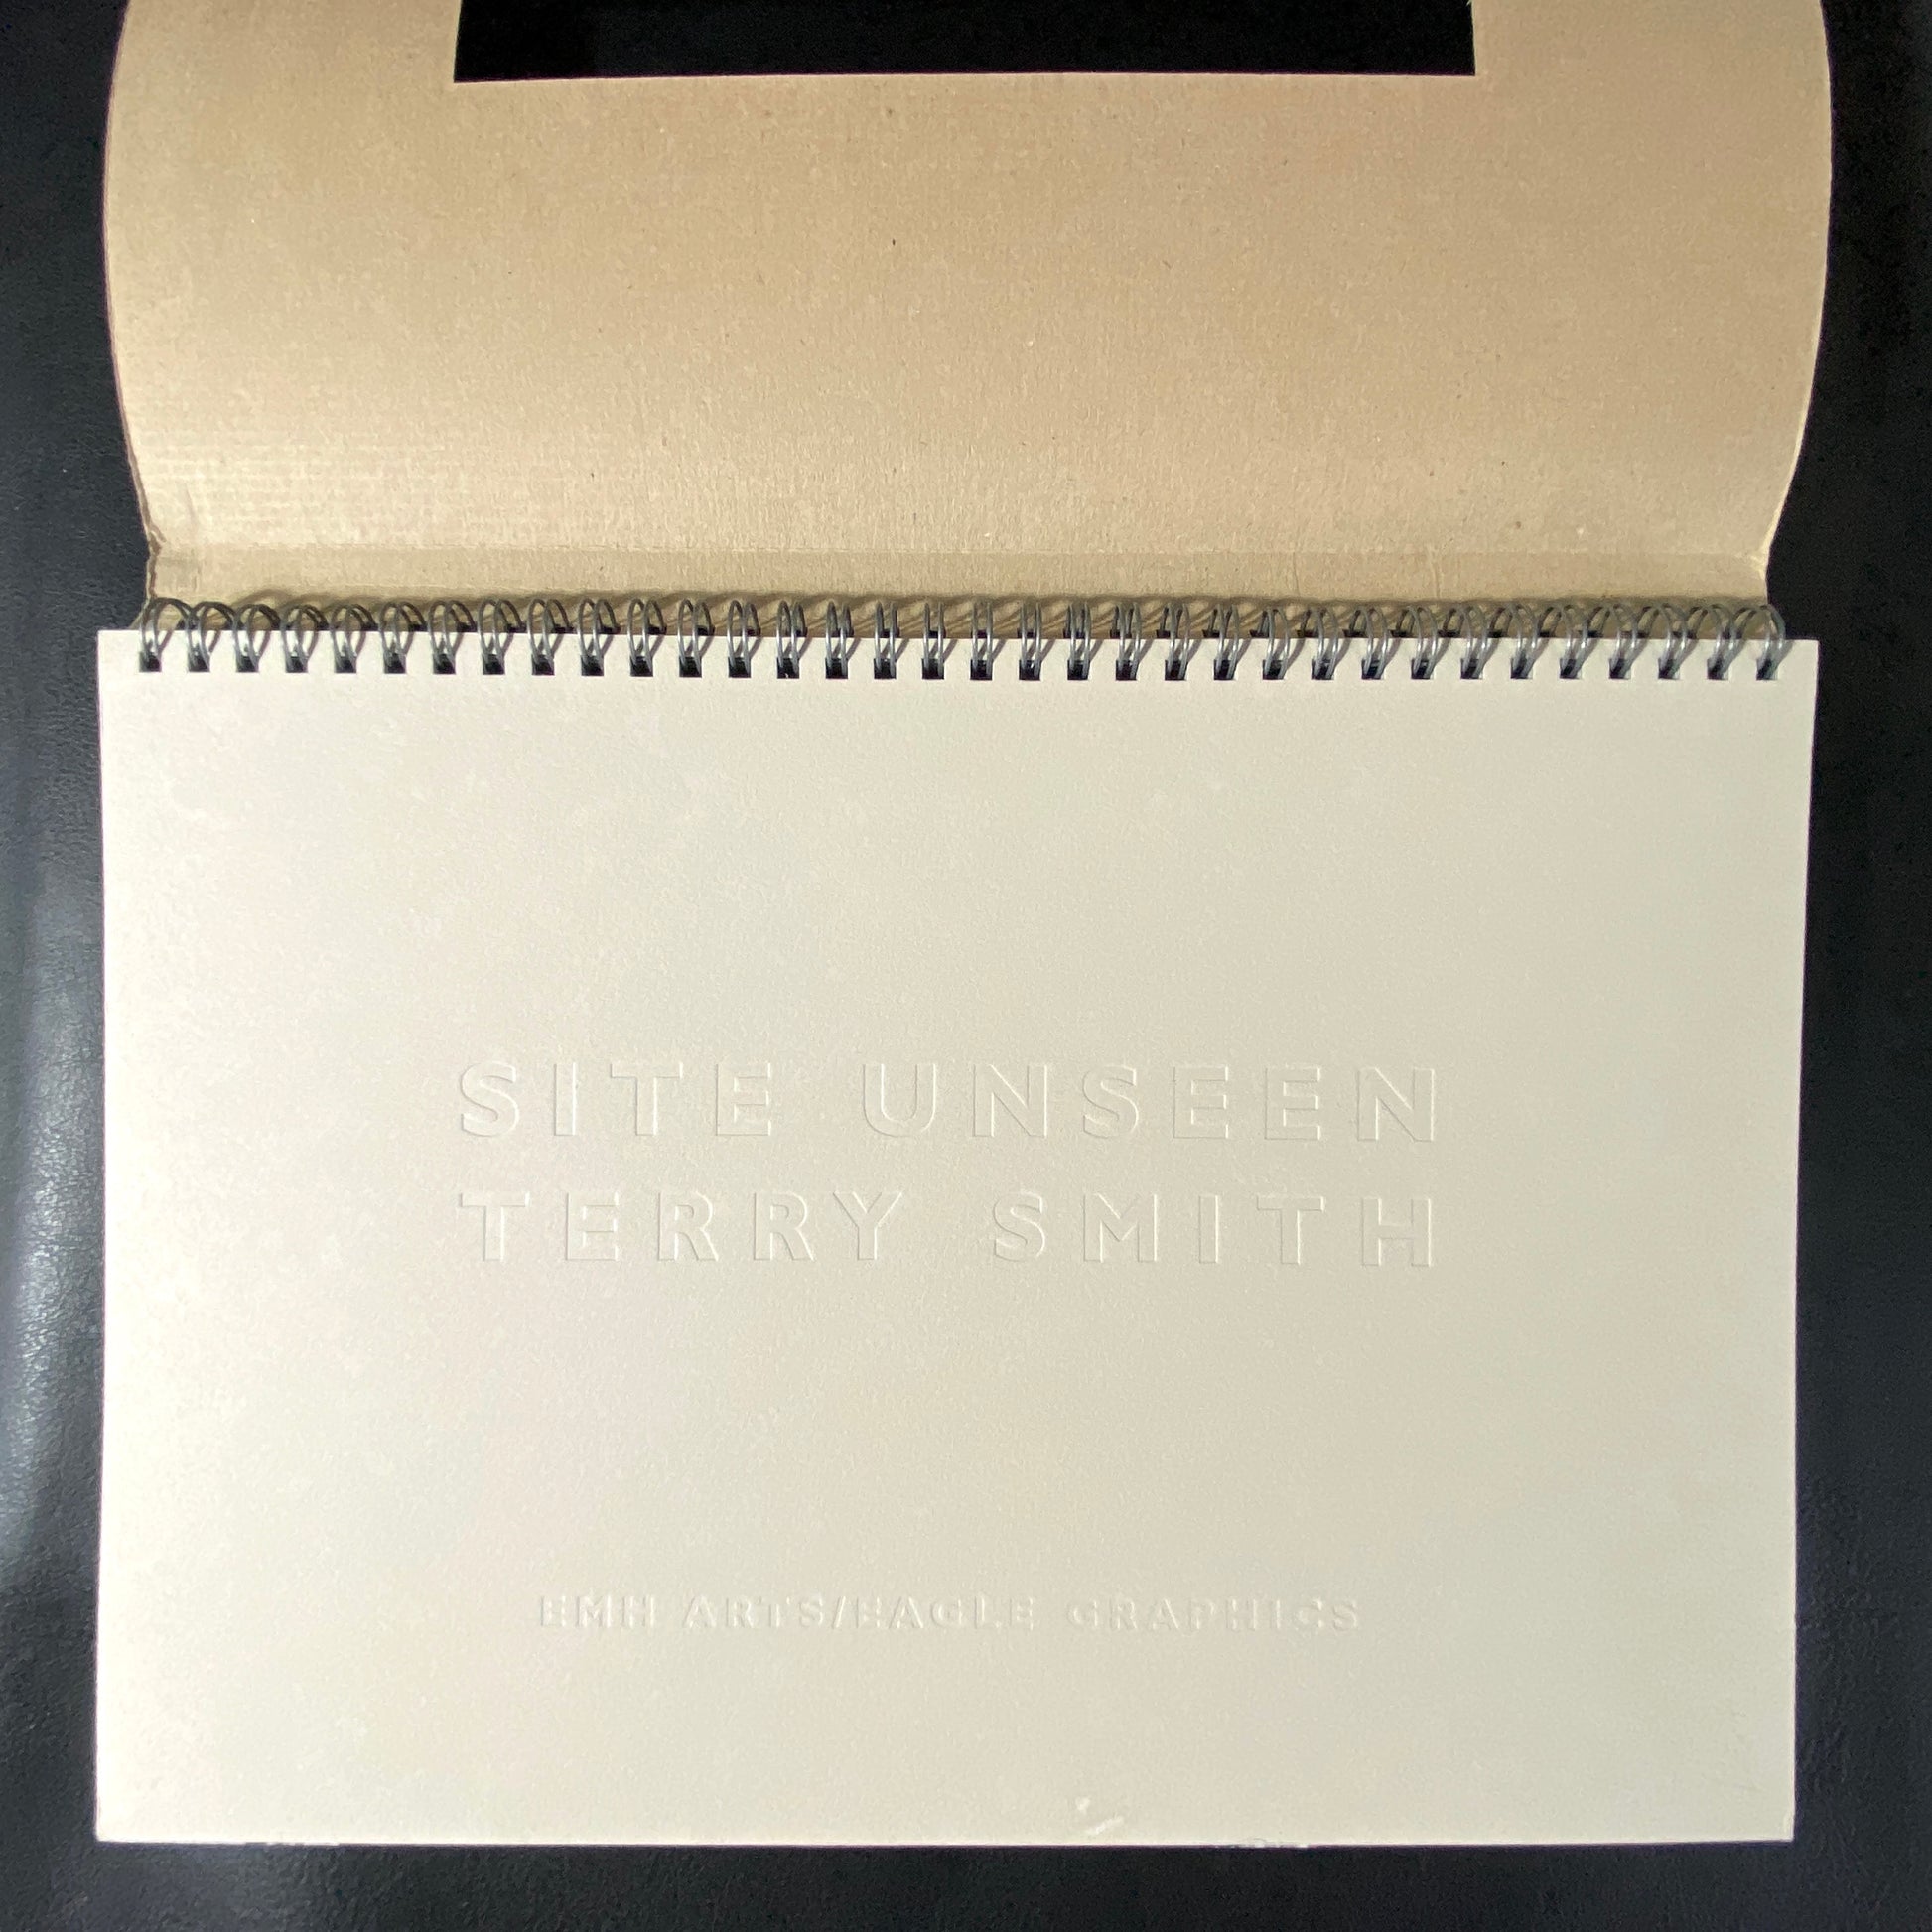 SITE UNSEEN
TERRY SMITH
EMH ARTS/EAGLE GRAPHICS